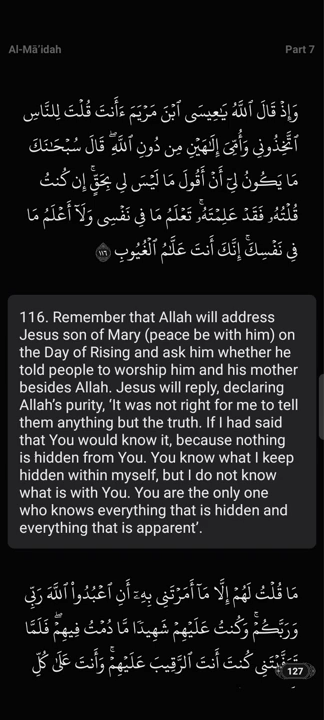 Al-Mā'idah
Part 7
وَإِذْ قَالَ ٱللَّهُ يَٰعِيسَى ٱبْنَ مَرْيَمَ ءَأَنتَ قُلْتَ لِلنَّاسِ
ٱتَّخِذُونِى وَأُمِّىَ إِلَٰهَيْنِ مِن دُونِ ٱللَّهِ ۖ قَالَ سُبْحَٰنَكَ
مَا يَكُونُ لِىٓ أَنْ أَقُولَ مَا لَيْسَ لِى بِحَقٍّ ۚ إِن كُنتُ
قُلْتُهُۥ فَقَدْ عَلِمْتَهُۥ ۚ تَعْلَمُ مَا فِى نَفْسِى وَلَآ أَعْلَمُ مَا
فِى نَفْسِكَ ۚ إِنَّكَ أَنتَ عَلَّٰمُ ٱلْغُيُوبِ ١١٦
116. Remember that Allah will address
Jesus son of Mary (peace be with him) on
the Day of Rising and ask him whether he
told people to worship him and his mother
besides Allah. Jesus will reply, declaring
Allah's purity, 'It was not right for me to tell
them anything but the truth. If I had said
that You would know it, because nothing
is hidden from You. You know what I keep
hidden within myself, but I do not know
what is with You. You are the only one
who knows everything that is hidden and
everything that is apparent'.
مَا قُلْتُ لَهُمْ إِلَّا مَآ أَمَرْتَنِى بِهِۦٓ أَنِ ٱعْبُدُوا۟ ٱللَّهَ رَبِّى
وَرَبَّكُمْ ۚ وَكُنتُ عَلَيْهِمْ شَهِيدًا مَّا دُمْتُ فِيهِمْ ۖ فَلَمَّا
تَوَفَّيْتَنِى كُنتَ أَنتَ ٱلرَّقِيبَ عَلَيْهِمْ ۚ وَأَنتَ عَلَىٰ كُلِّ
127